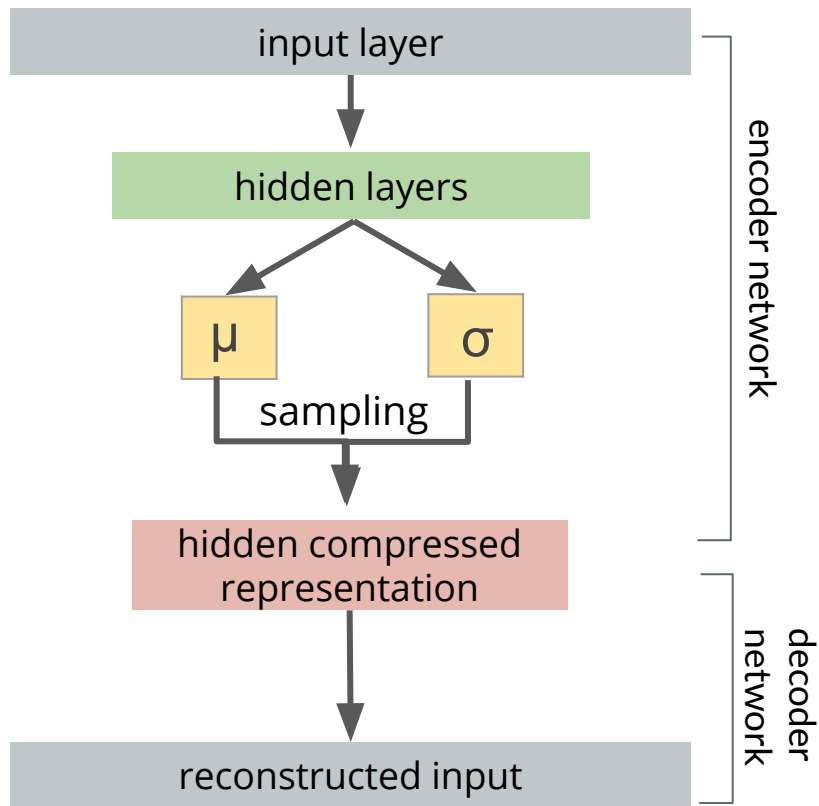 input layer
hidden layers
μ
σ
sampling
hidden compressed
representation
reconstructed input
encoder network
decoder
network